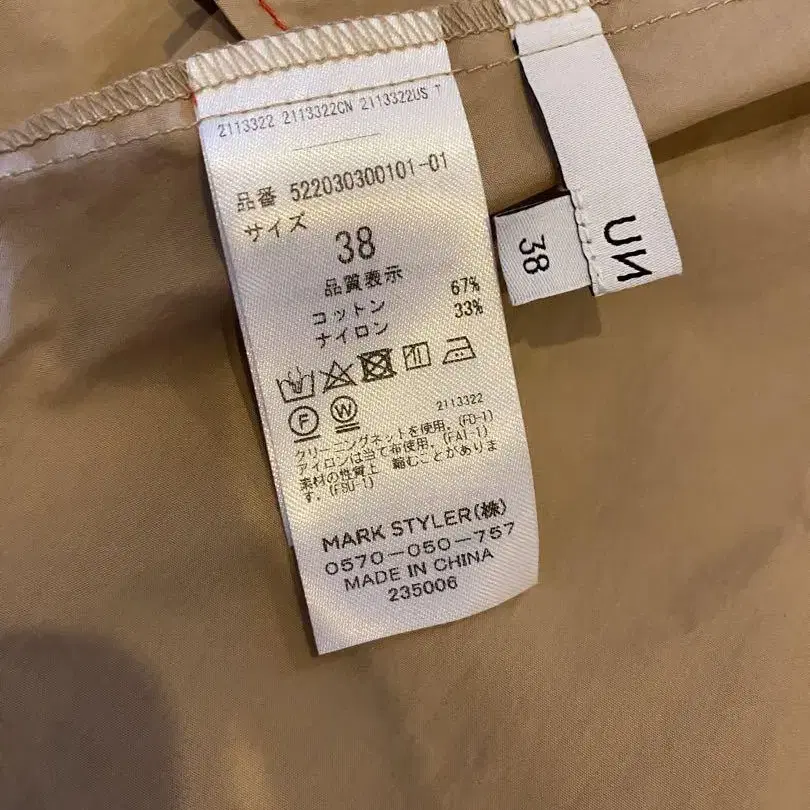 2113322 2113322CN 2113322US T
品番 522030300101-01
サイズ
38
品質表示
コットン 67%
ナイロン 33%
F W
2113322
クリーニングネットを使用。(FD-1)
アイロンは当て布使用。(FAI-1)
素材の性質上 縮むことがありま
す。(FSU-1)
MARK STYLER(株)
0570-050-757
MADE IN CHINA
235006
38
UN